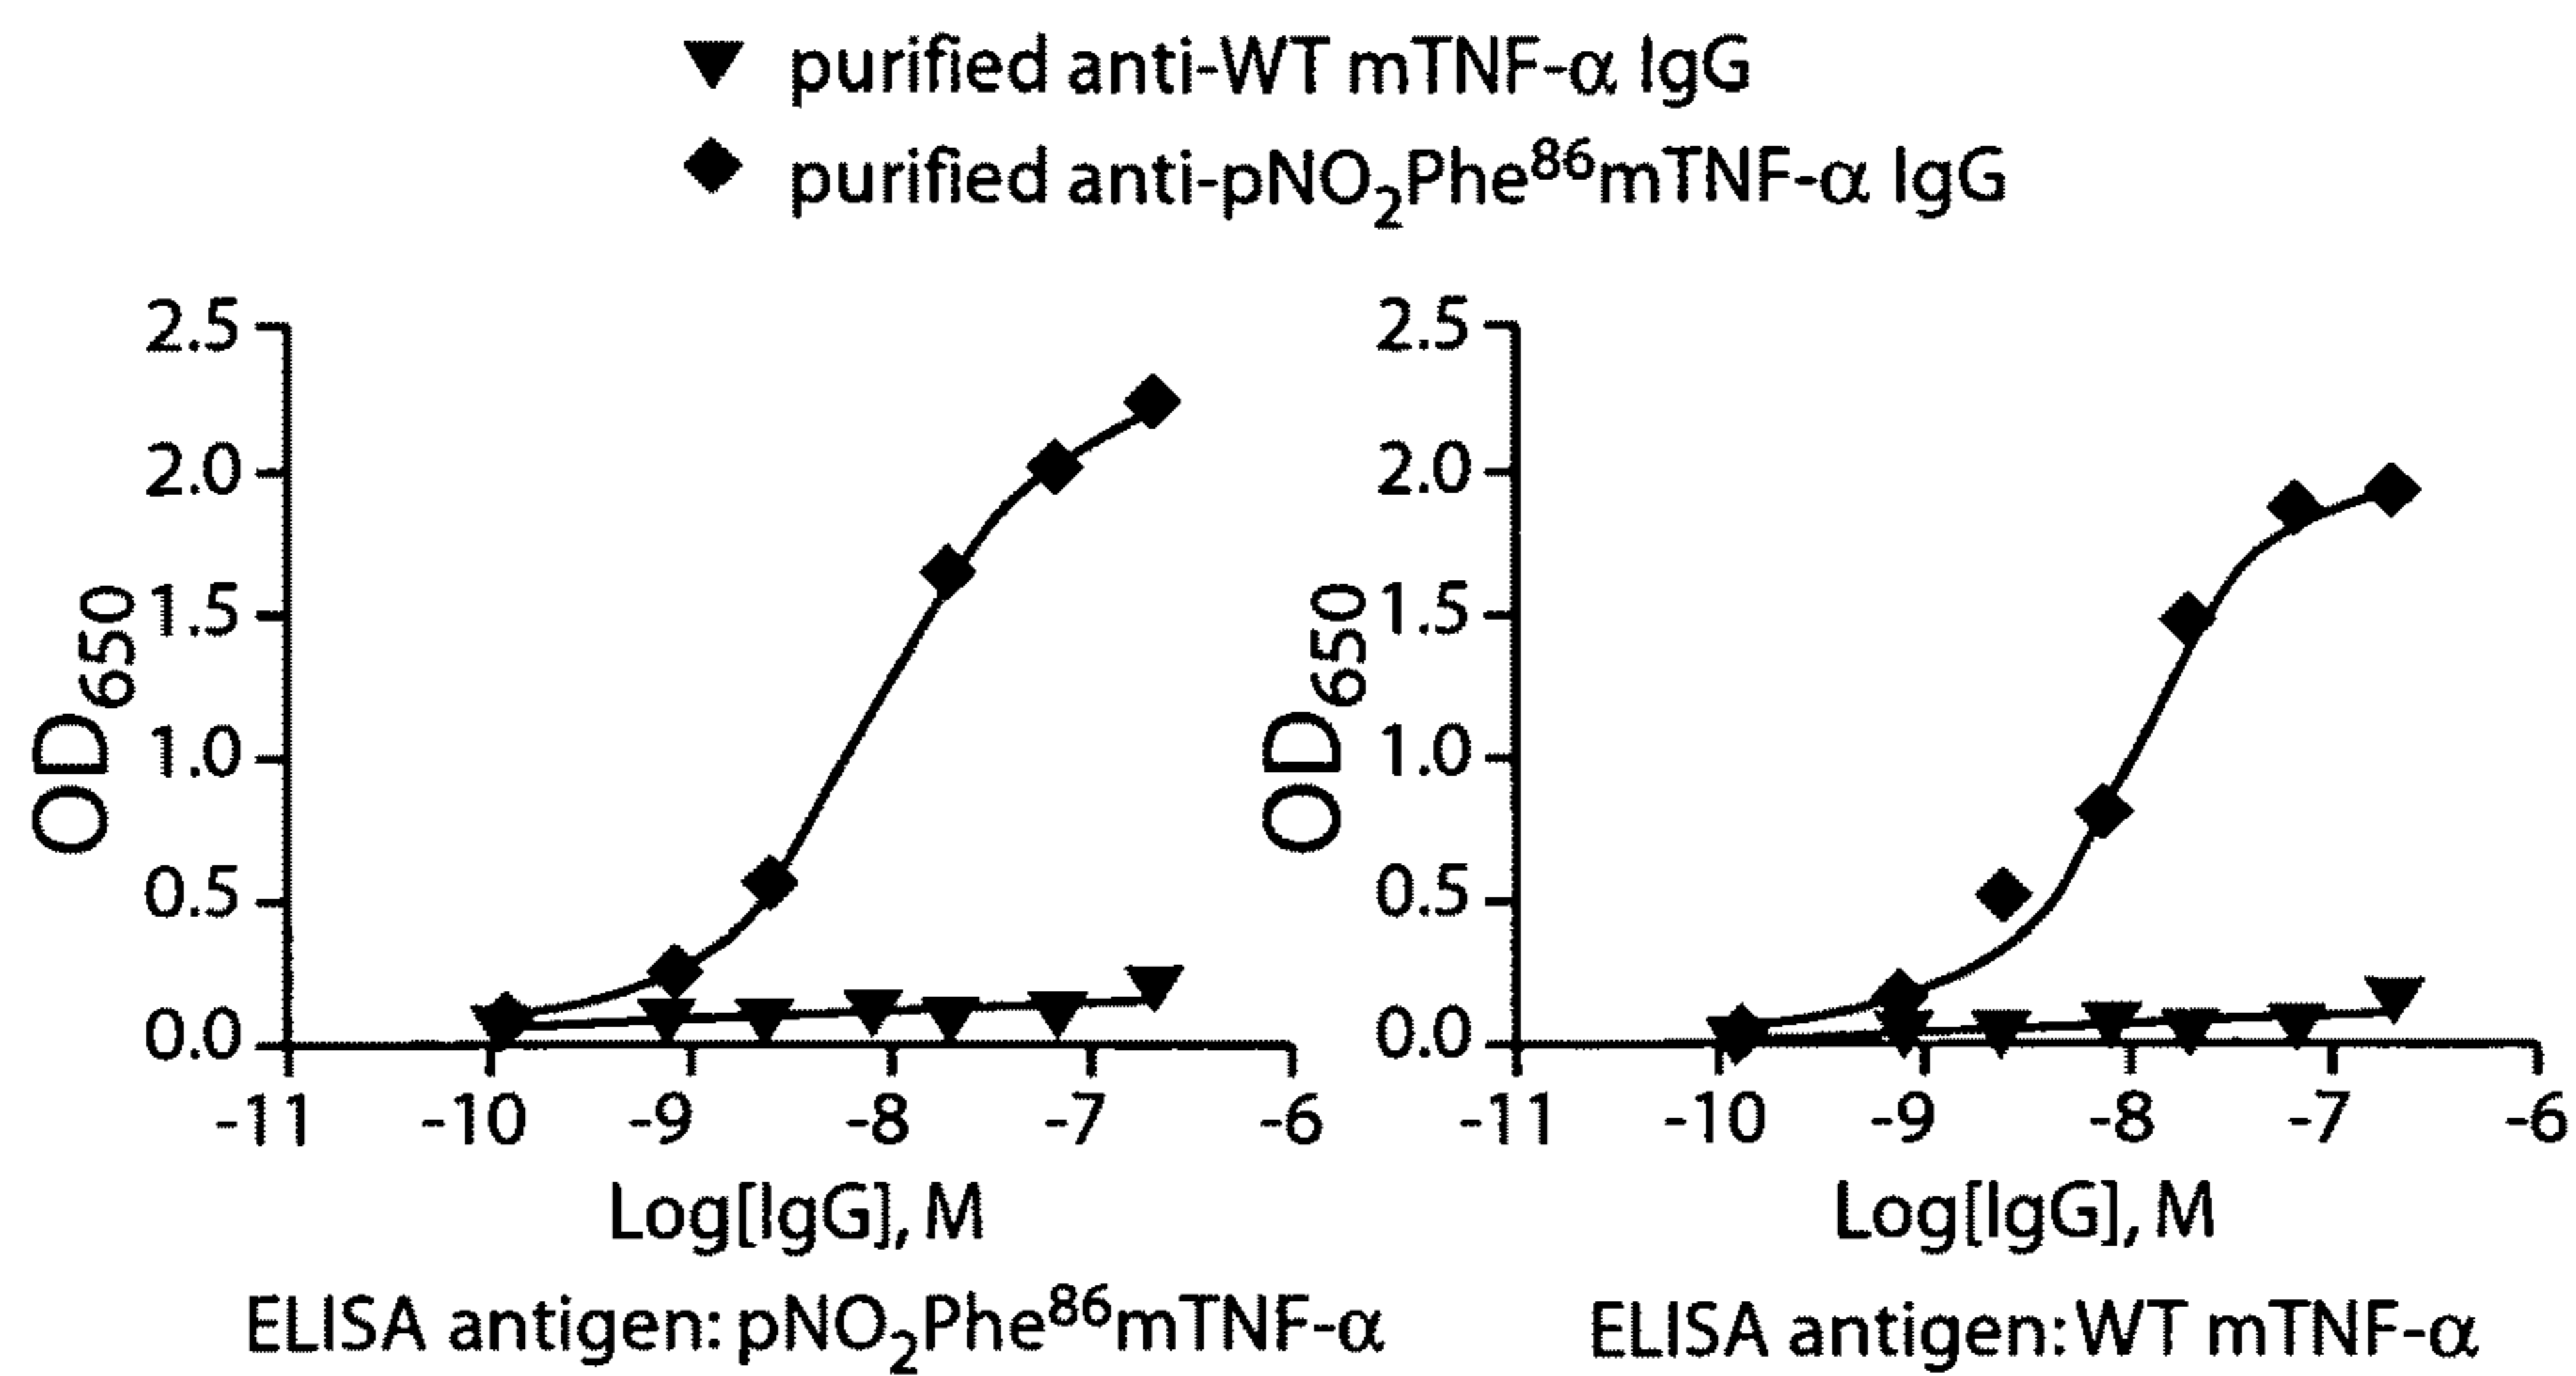 purified anti-WT mTNF-α IgG
purified anti-pNO₂Phe⁸⁶mTNF-α IgG
2.5
2.0
1.5
1.0
0.5
0.0
OD₆₅₀
-11 -10 -9 -8 -7 -6
Log[IgG], M
ELISA antigen: pNO₂Phe⁸⁶mTNF-α
2.5
2.0
1.5
1.0
0.5
0.0
OD₆₅₀
-11 -10 -9 -8 -7 -6
Log[IgG], M
ELISA antigen: WT mTNF-α